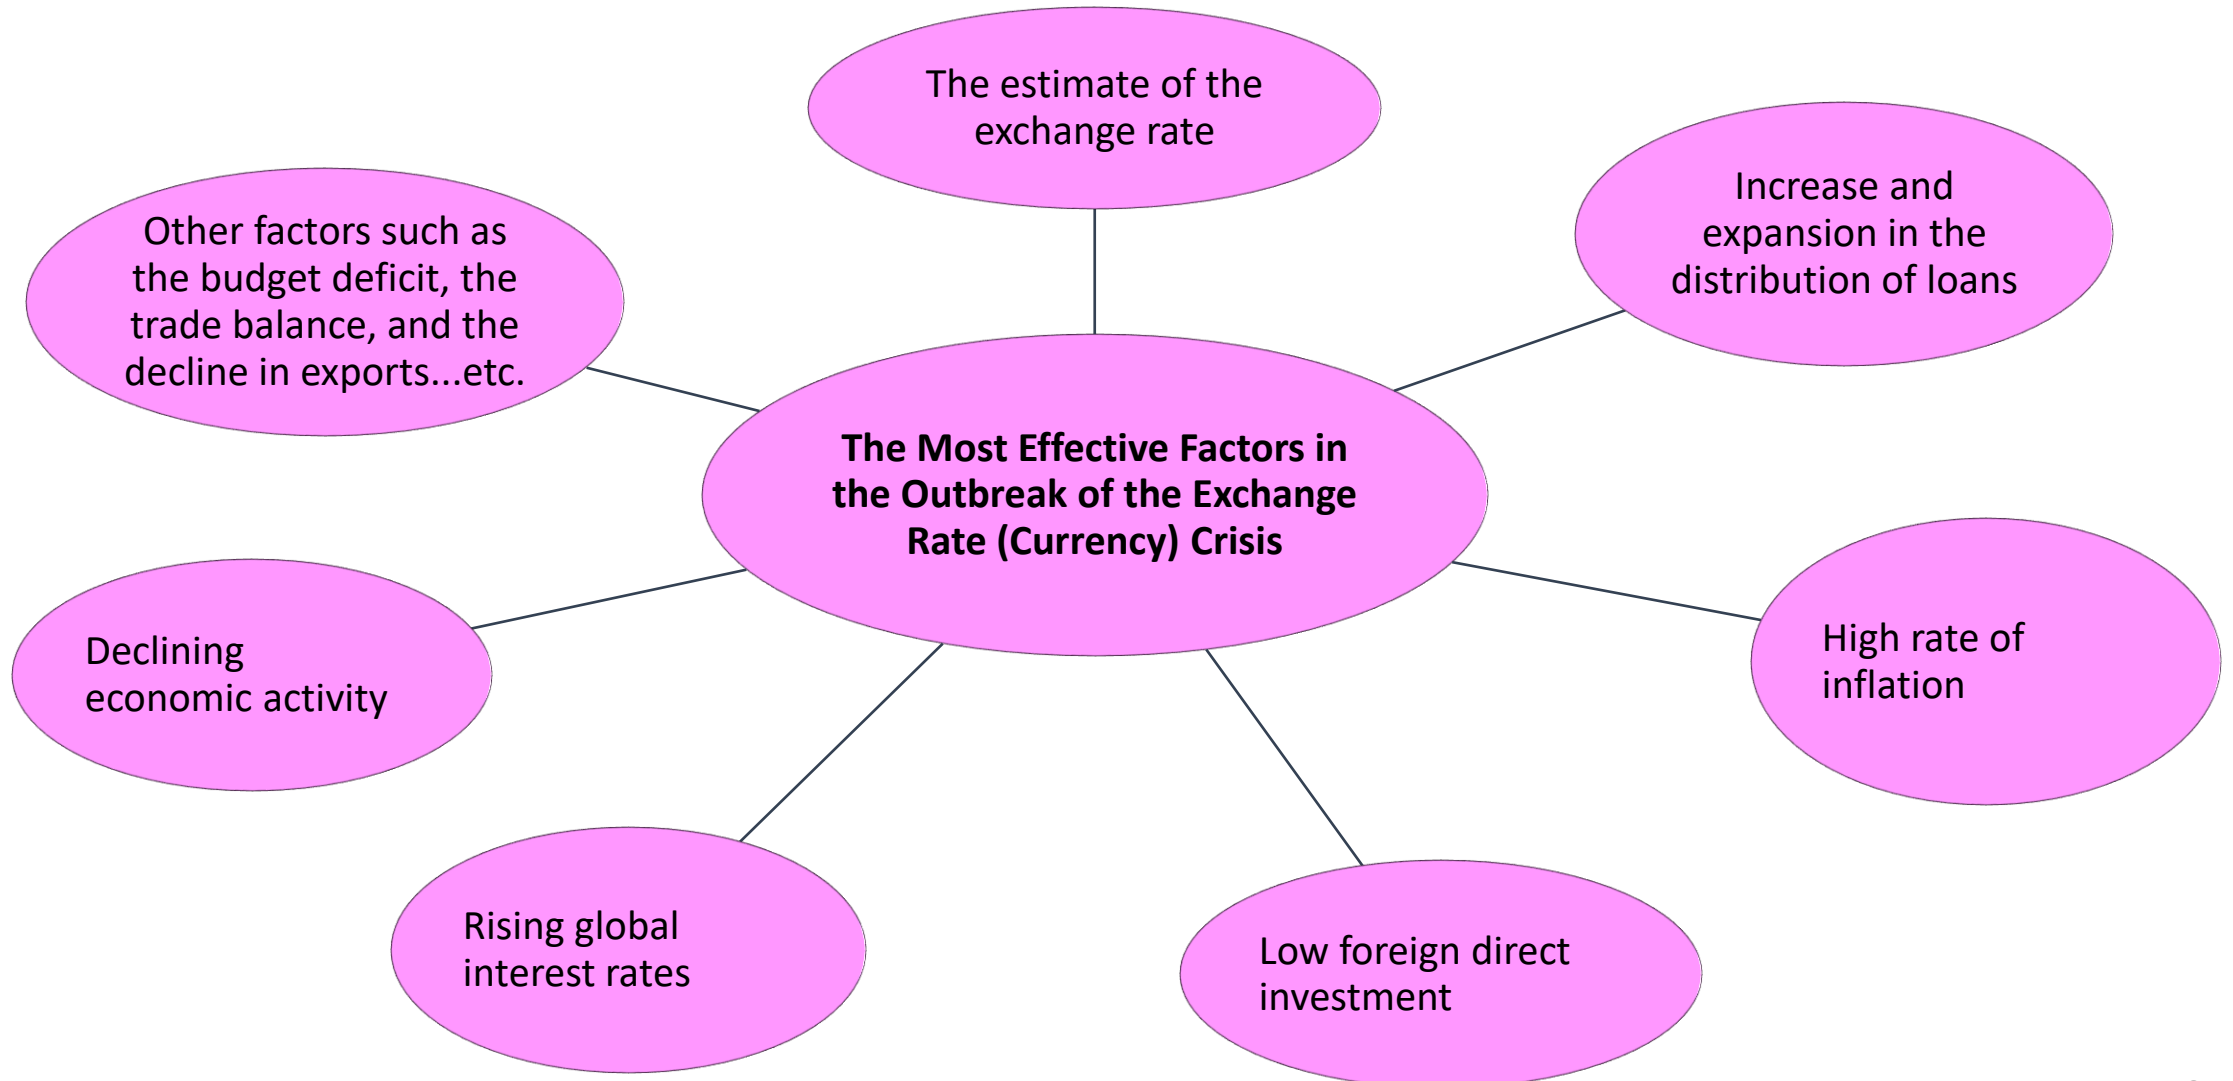 The estimate of the
exchange rate
Increase and
expansion in the
distribution of loans
Other factors such as
the budget deficit, the
trade balance, and the
decline in exports...etc.
The Most Effective Factors in
the Outbreak of the Exchange
Rate (Currency) Crisis
High rate of
inflation
Declining
economic activity
Rising global
interest rates
Low foreign direct
investment